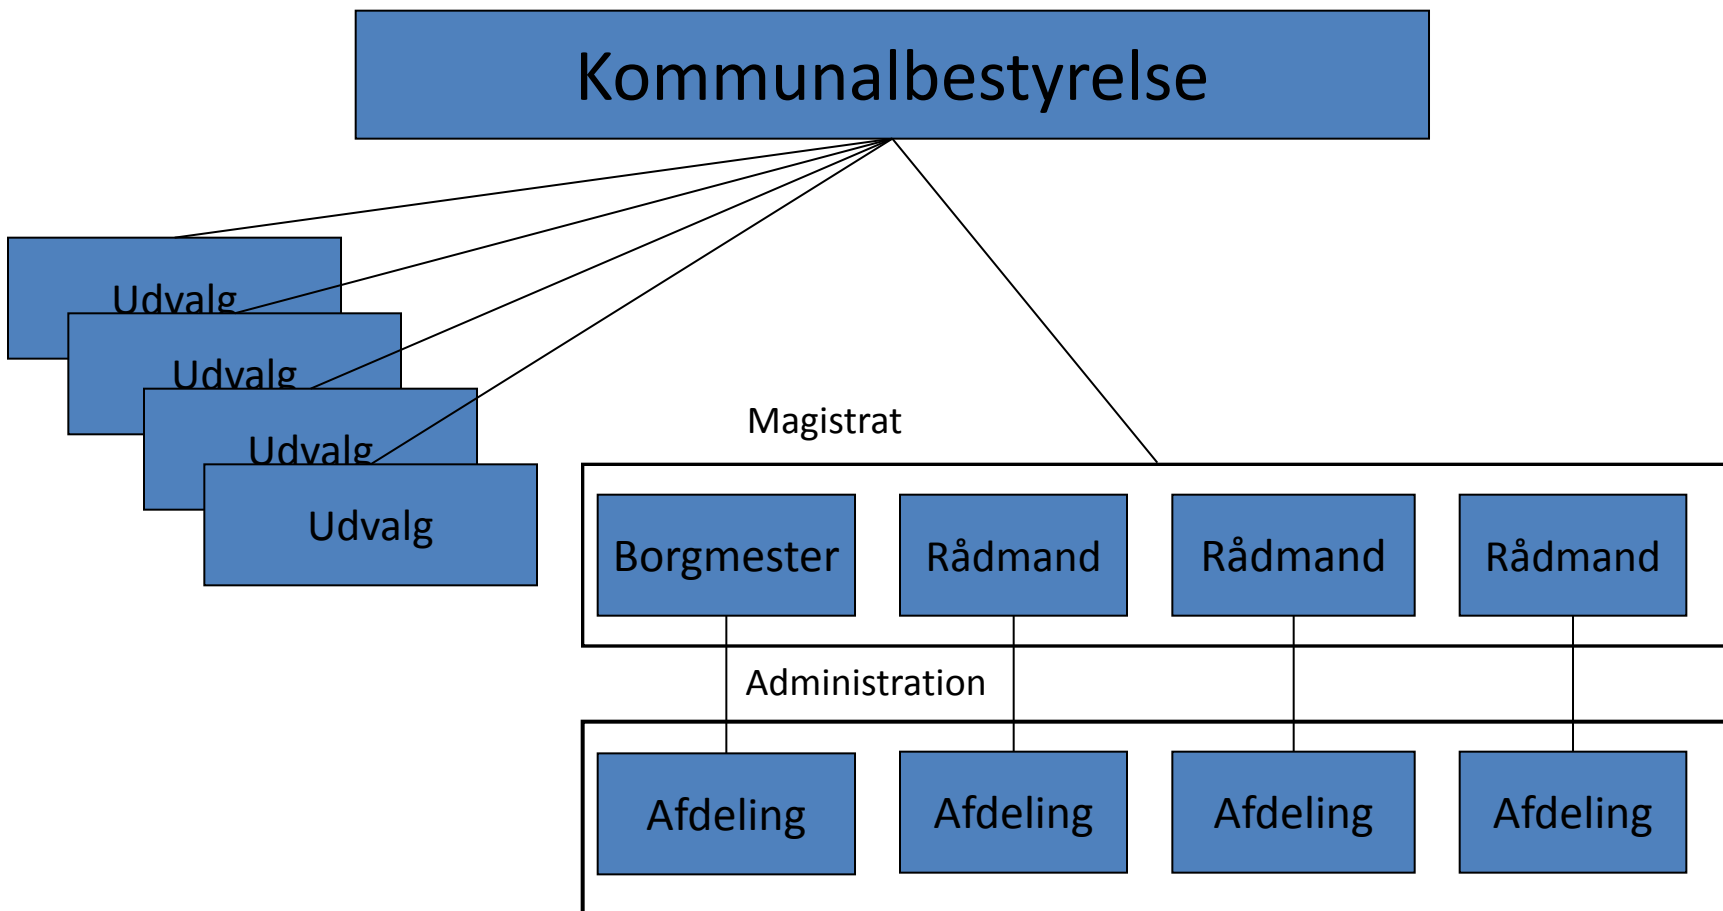 Kommunalbestyrelse
Udvalg
Udvalg
Udvalg
Udvalg
Magistrat
Borgmester Rådmand Rådmand Rådmand
Administration
Afdeling Afdeling Afdeling Afdeling